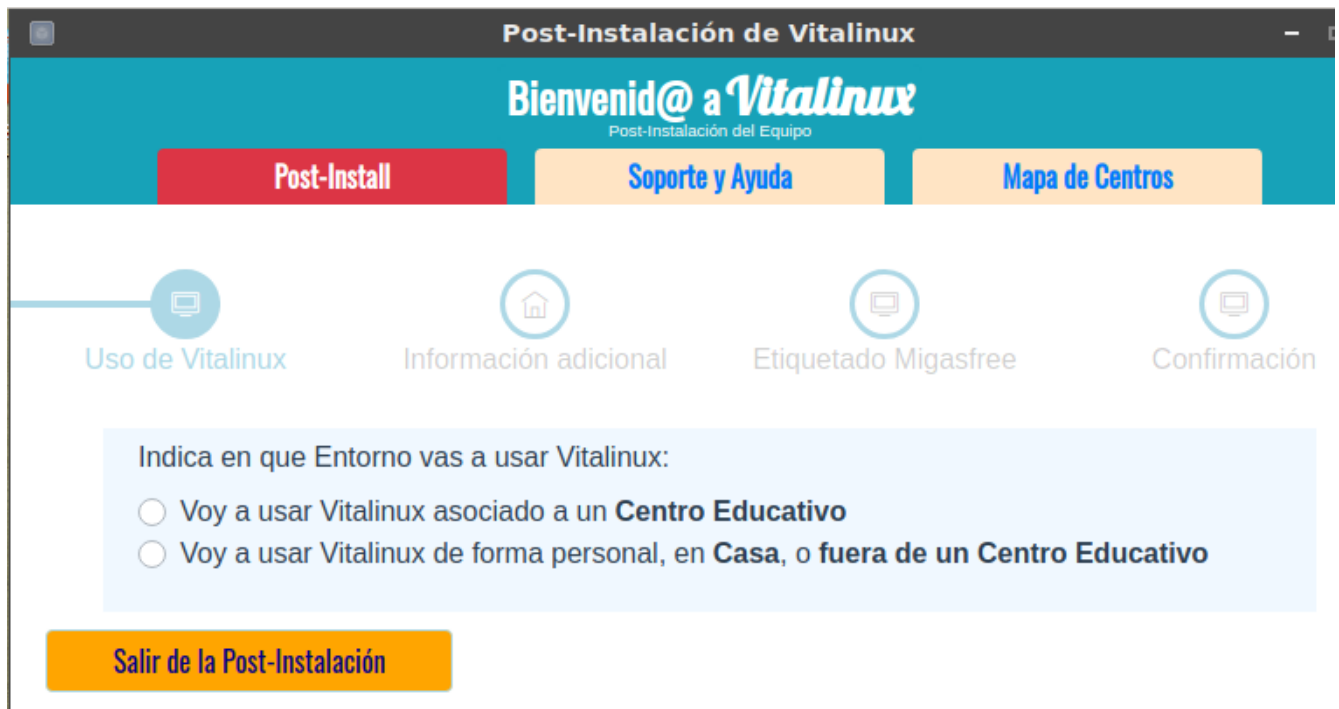 Post-Instalación de Vitalinux
Bienvenid@ a Vitalinux
Post-Instalación del Equipo
Post-Install
Soporte y Ayuda
Mapa de Centros
Uso de Vitalinux
Información adicional
Etiquetado Migasfree
Confirmación
Indica en que Entorno vas a usar Vitalinux:
Voy a usar Vitalinux asociado a un Centro Educativo
Voy a usar Vitalinux de forma personal, en Casa, o fuera de un Centro Educativo
Salir de la Post-Instalación